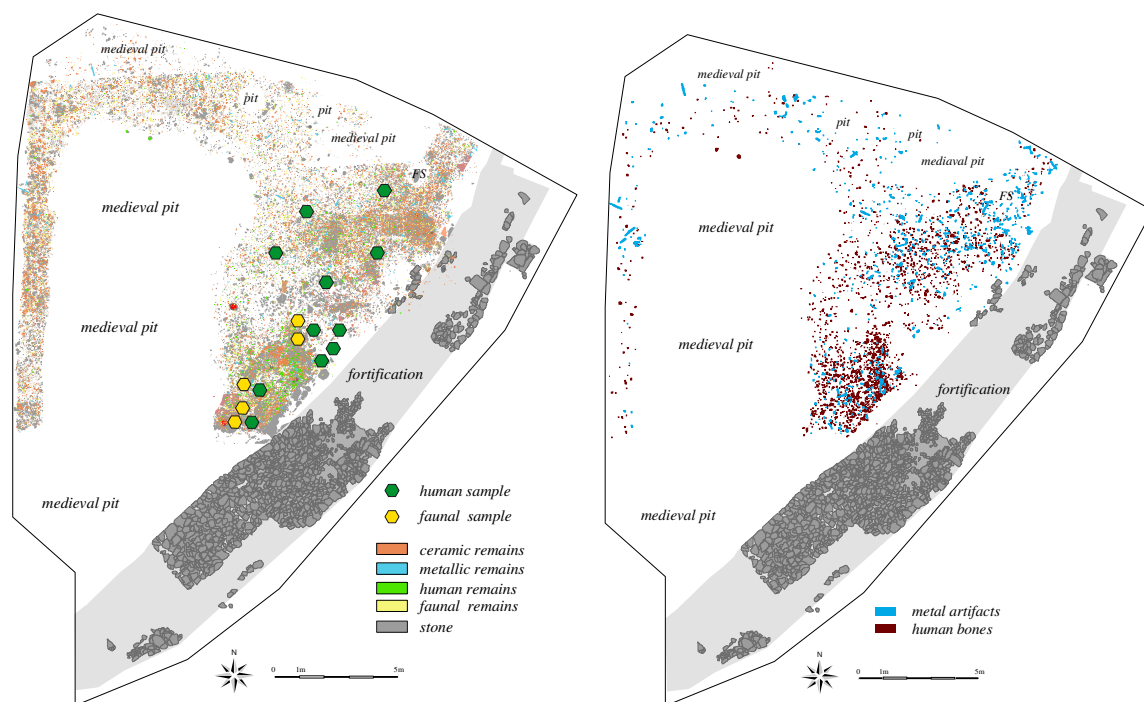 medieval pit
pit
pit
medieval pit
FS
medieval pit
medieval pit
fortification
medieval pit
human sample
faunal sample
ceramic remains
metallic remains
human remains
faunal remains
stone
N
0 1m 5m
medieval pit
pit
pit
mediaval pit
FS
medieval pit
medieval pit
fortification
medieval pit
metal artifacts
human bones
N
0 1m 5m